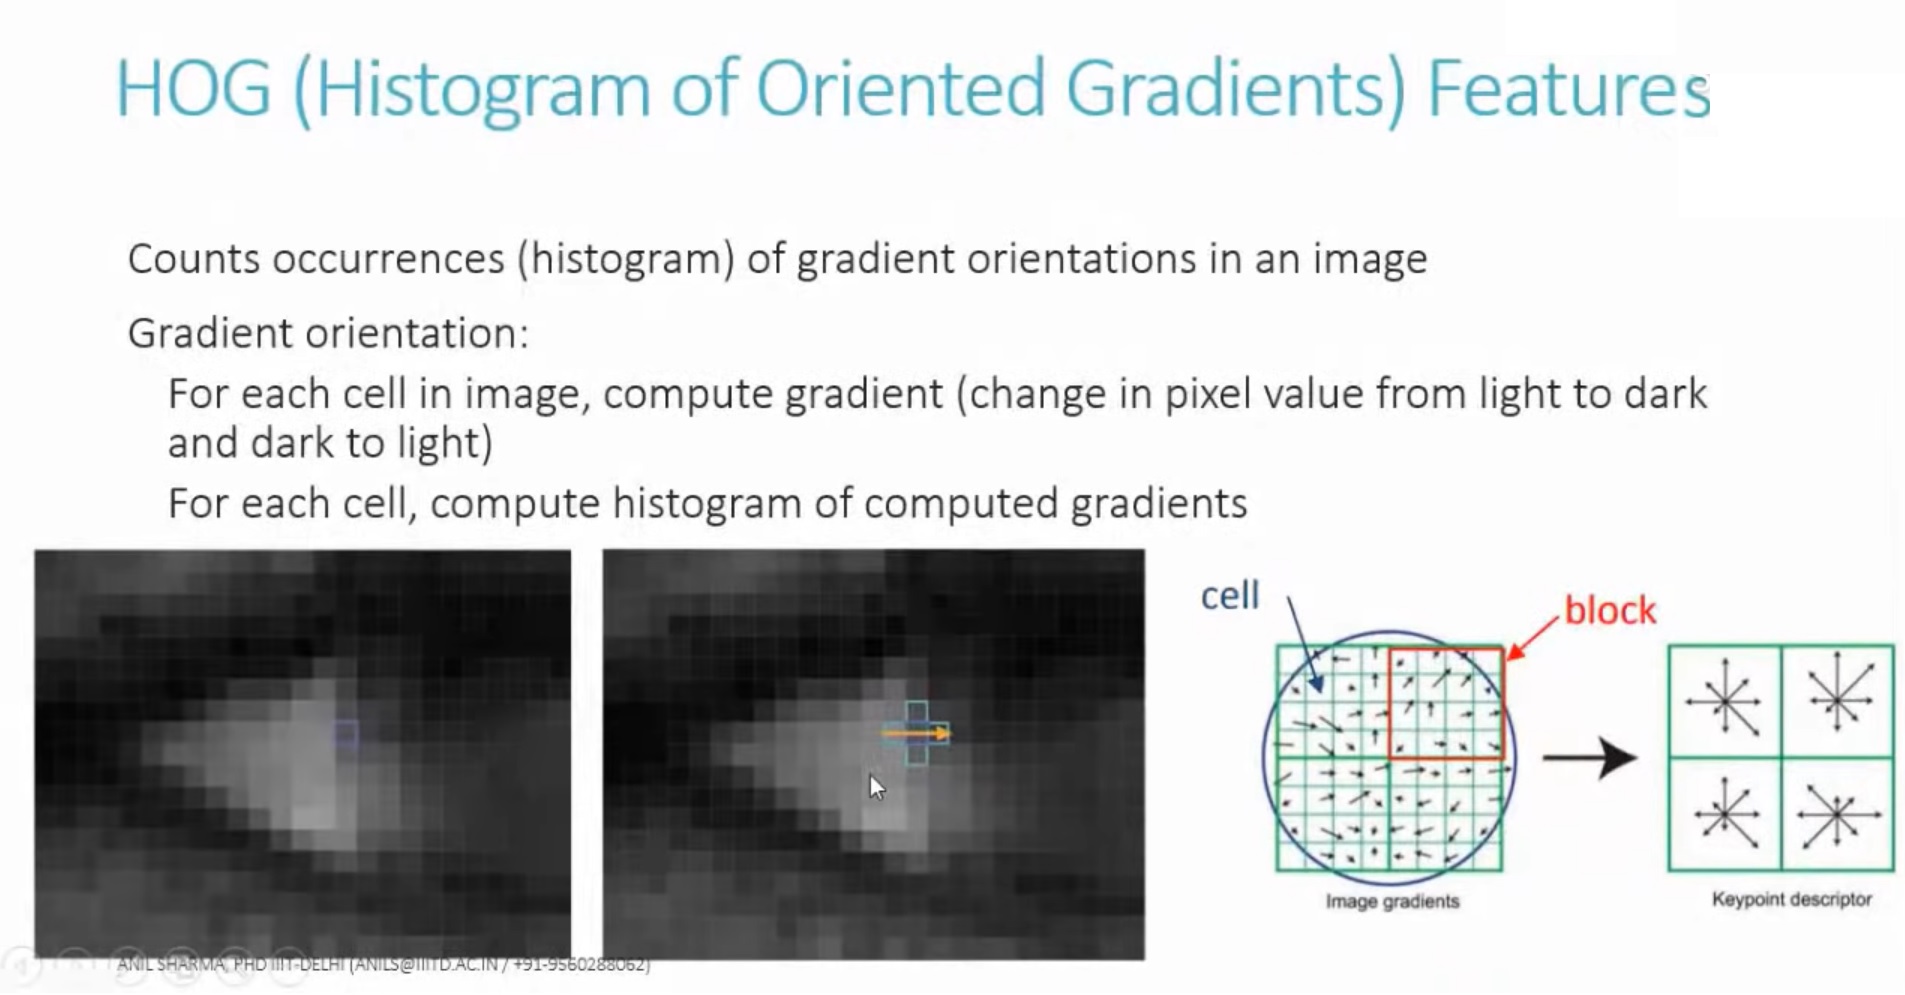 HOG (Histogram of Oriented Gradients) Features
Counts occurrences (histogram) of gradient orientations in an image
Gradient orientation:
For each cell in image, compute gradient (change in pixel value from light to dark
and dark to light)
For each cell, compute histogram of computed gradients
cell
block
Image gradients
Keypoint descriptor
ANIL SHARMA, PHD IIIT-DELHI (ANILS@IIITD.AC.IN / +91-9560288062)